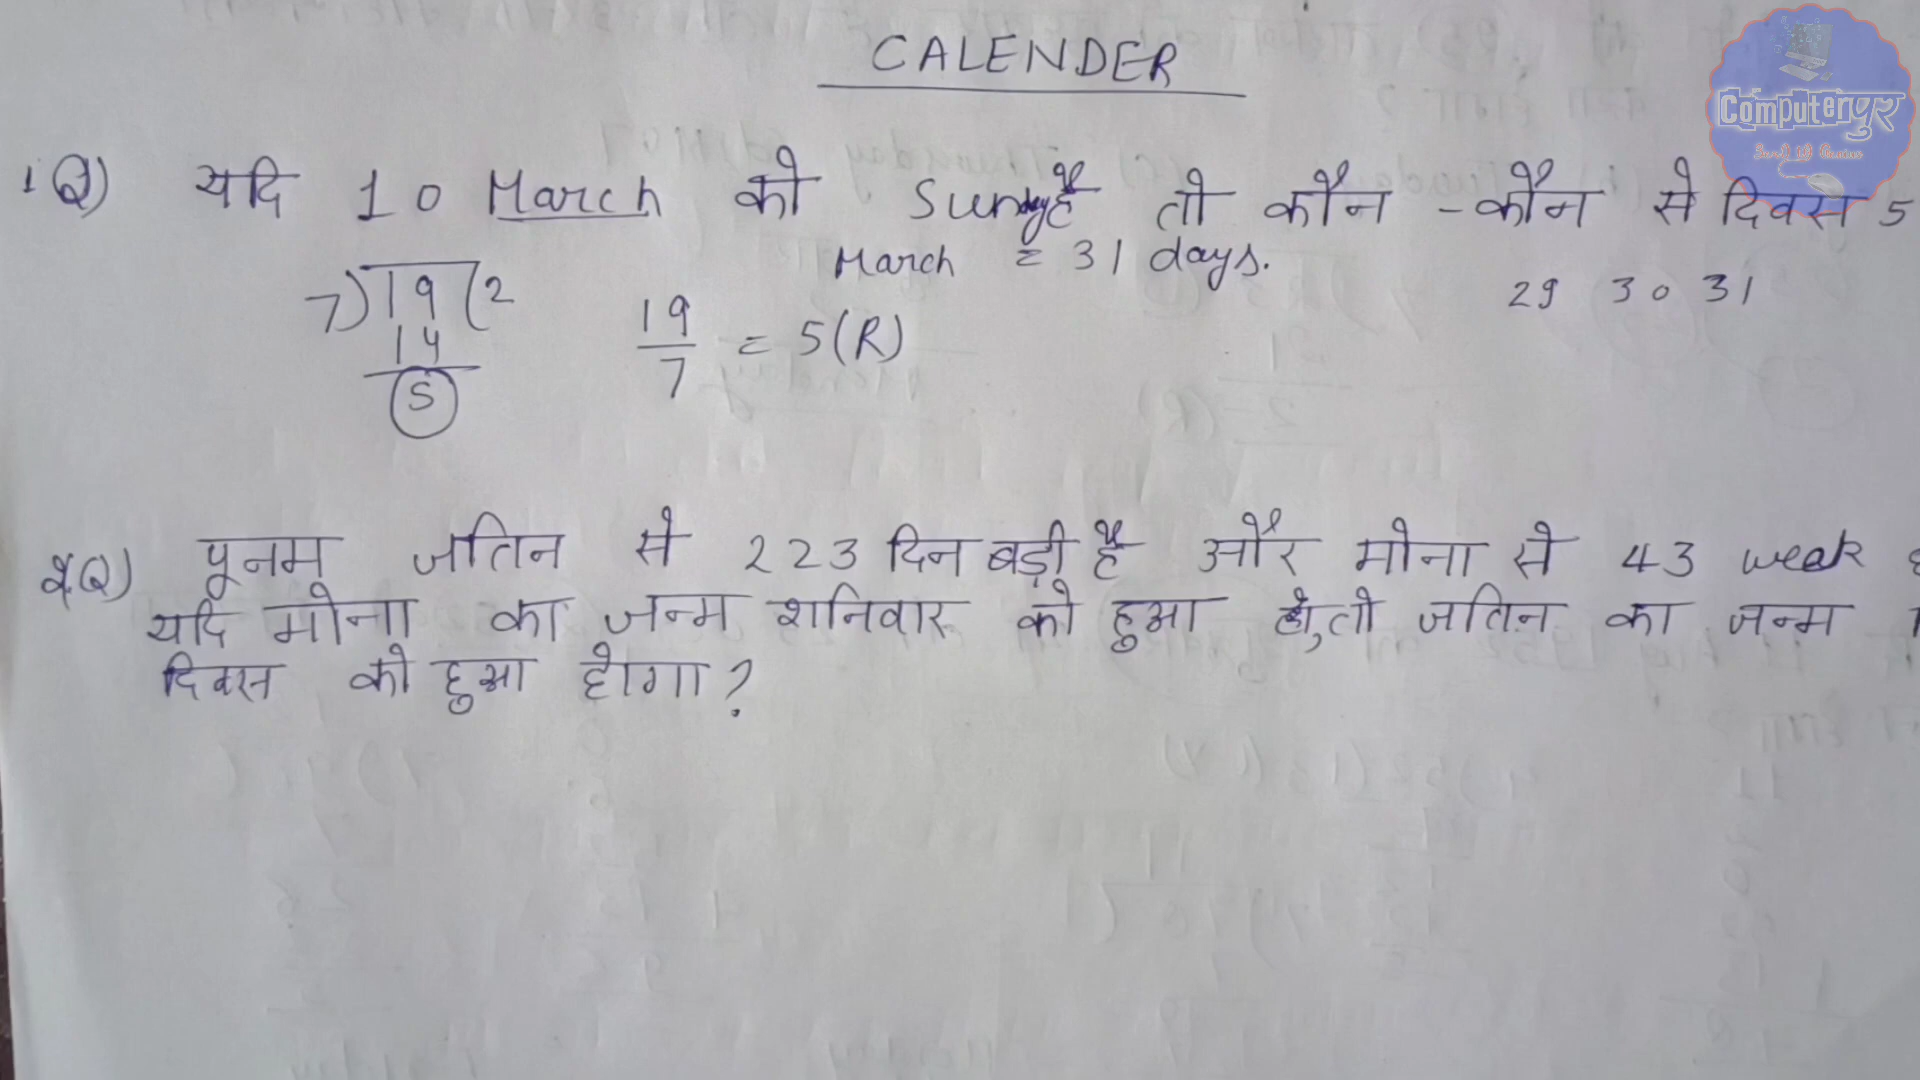 CALENDER
Computerपुर
1Q) यदि 10 March को Sunday है तो कौन - कौन से दिवस 5
March = 31 days.
29 30 31
7)19(2
14
5
19/7 = 5(R)
2Q) पूनम जतिन से 223 दिन बड़ी है और मोना से 43 weak
यदि मोना का जन्म शनिवार को हुआ हो, तो जतिन का जन्म
दिवस को हुआ होगा?